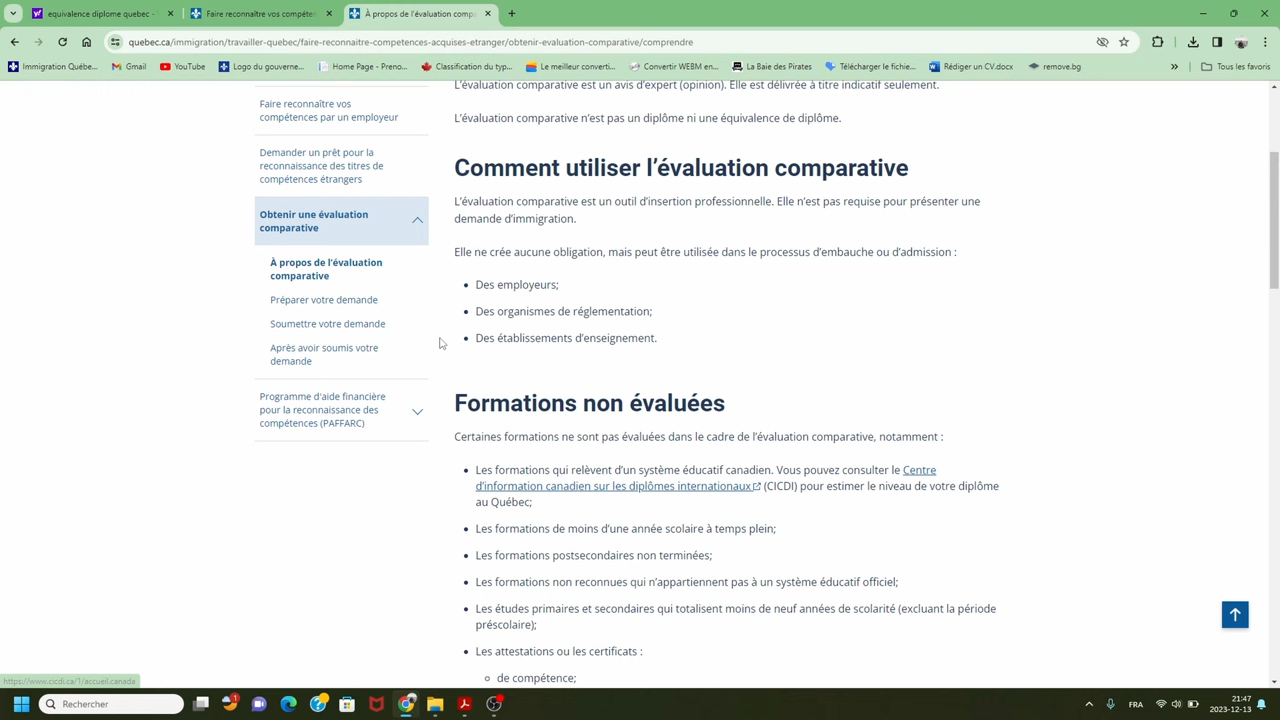 equivalence diplome quebec -
Faire reconnaître vos compéter
À propos de l'évaluation comp
quebec.ca/immigration/travailler-quebec/faire-reconnaitre-competences-acquises-etranger/obtenir-evaluation-comparative/comprendre
Immigration Québe...
Gmail
YouTube
Logo du gouverne...
Home Page - Preno...
Classification du typ...
Le meilleur converti...
Convertir WEBM en...
La Baie des Pirates
Télécharger le fichie...
Rédiger un CV.docx
remove.bg
Tous les favoris
Faire reconnaître vos
compétences par un employeur
Demander un prêt pour la
reconnaissance des titres de
compétences étrangers
Obtenir une évaluation
comparative
À propos de l'évaluation
comparative
Préparer votre demande
Soumettre votre demande
Après avoir soumis votre
demande
Programme d'aide financière
pour la reconnaissance des
compétences (PAFFARC)
L'évaluation comparative est un avis d'expert (opinion). Elle est délivrée à titre indicatif seulement.
L'évaluation comparative n'est pas un diplôme ni une équivalence de diplôme.
Comment utiliser l'évaluation comparative
L'évaluation comparative est un outil d'insertion professionnelle. Elle n'est pas requise pour présenter une
demande d'immigration.
Elle ne crée aucune obligation, mais peut être utilisée dans le processus d'embauche ou d'admission :
Des employeurs;
Des organismes de réglementation;
Des établissements d'enseignement.
Formations non évaluées
Certaines formations ne sont pas évaluées dans le cadre de l'évaluation comparative, notamment :
Les formations qui relèvent d'un système éducatif canadien. Vous pouvez consulter le Centre
d'information canadien sur les diplômes internationaux (CICDI) pour estimer le niveau de votre diplôme
au Québec;
Les formations de moins d'une année scolaire à temps plein;
Les formations postsecondaires non terminées;
Les formations non reconnues qui n'appartiennent pas à un système éducatif officiel;
Les études primaires et secondaires qui totalisent moins de neuf années de scolarité (excluant la période
préscolaire);
Les attestations ou les certificats :
de compétence;
https://www.cicdi.ca/1/accueil.canada
Rechercher
FRA
21:47
2023-12-13